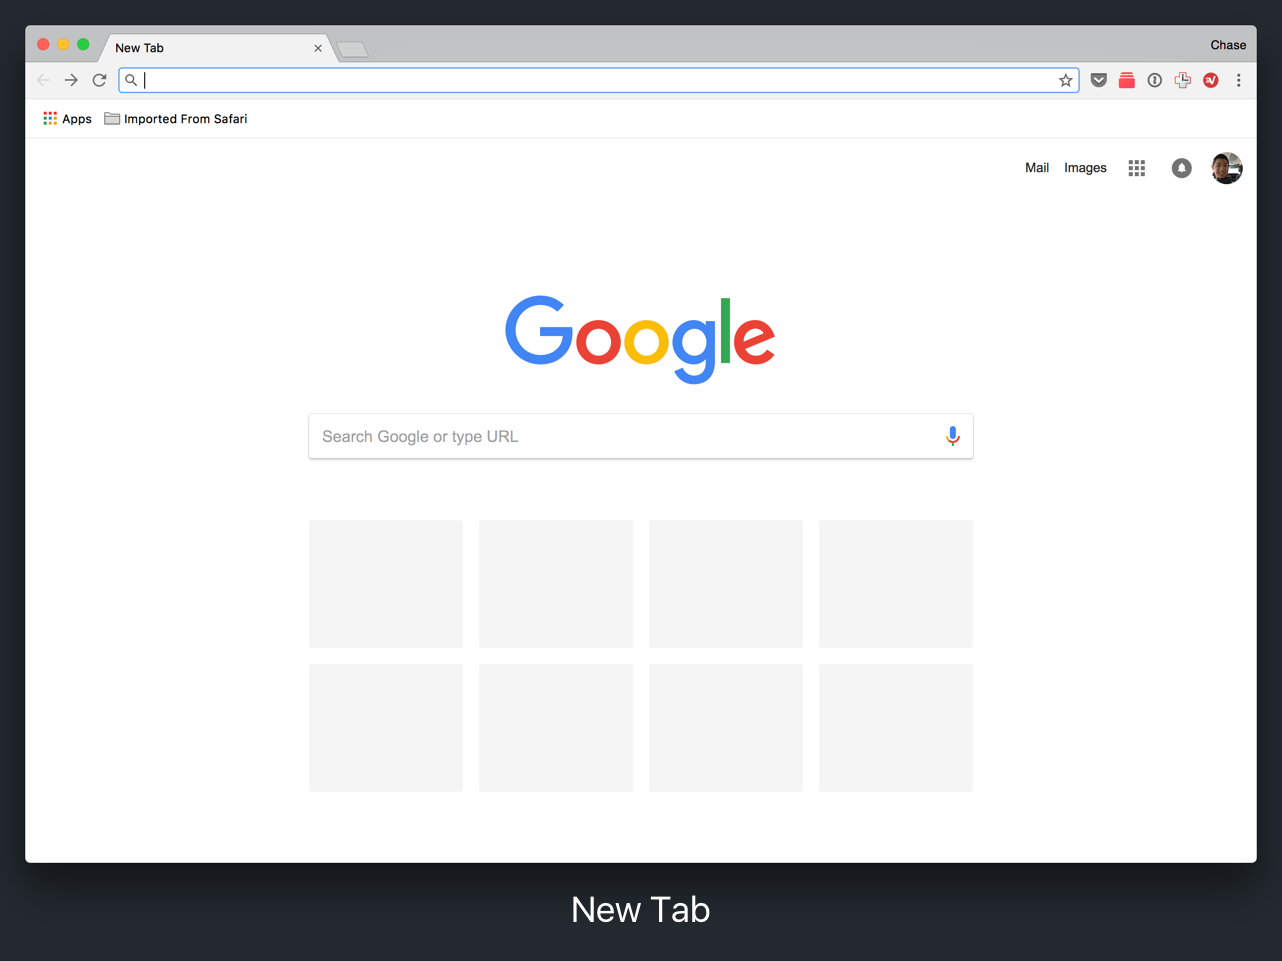 New Tab
Chase
Apps
Imported From Safari
Mail
Images
Google
Search Google or type URL
New Tab